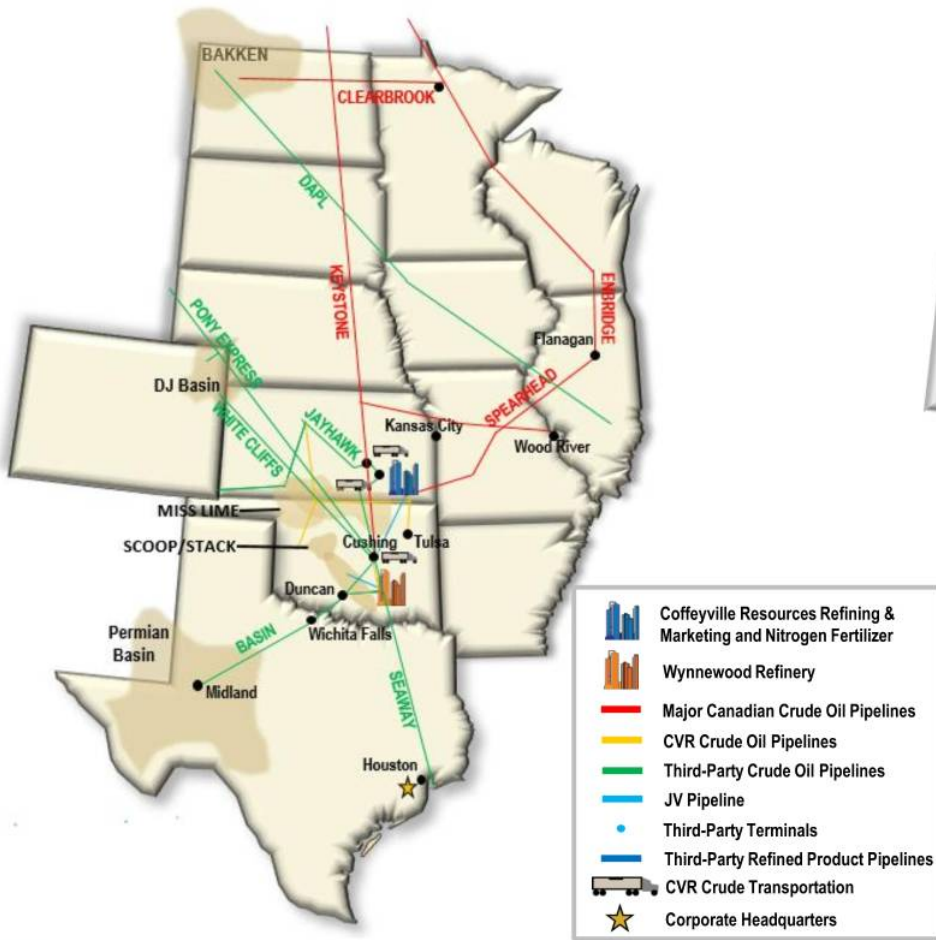 BAKKEN
CLEARBROOK
DAPL
KEYSTONE
ENBRIDGE
PONY EXPRESS
Flanagan
DJ Basin
SPEARHEAD
WHITE CLIFFS
JAYHAWK
Kansas City
Wood River
MISS LIME
SCOOP/STACK
Cushing
Tulsa
Duncan
Wichita Falls
Permian
Basin
BASIN
Midland
SEAWAY
Houston
Coffeyville Resources Refining &
Marketing and Nitrogen Fertilizer
Wynnewood Refinery
Major Canadian Crude Oil Pipelines
CVR Crude Oil Pipelines
Third-Party Crude Oil Pipelines
JV Pipeline
Third-Party Terminals
Third-Party Refined Product Pipelines
CVR Crude Transportation
Corporate Headquarters